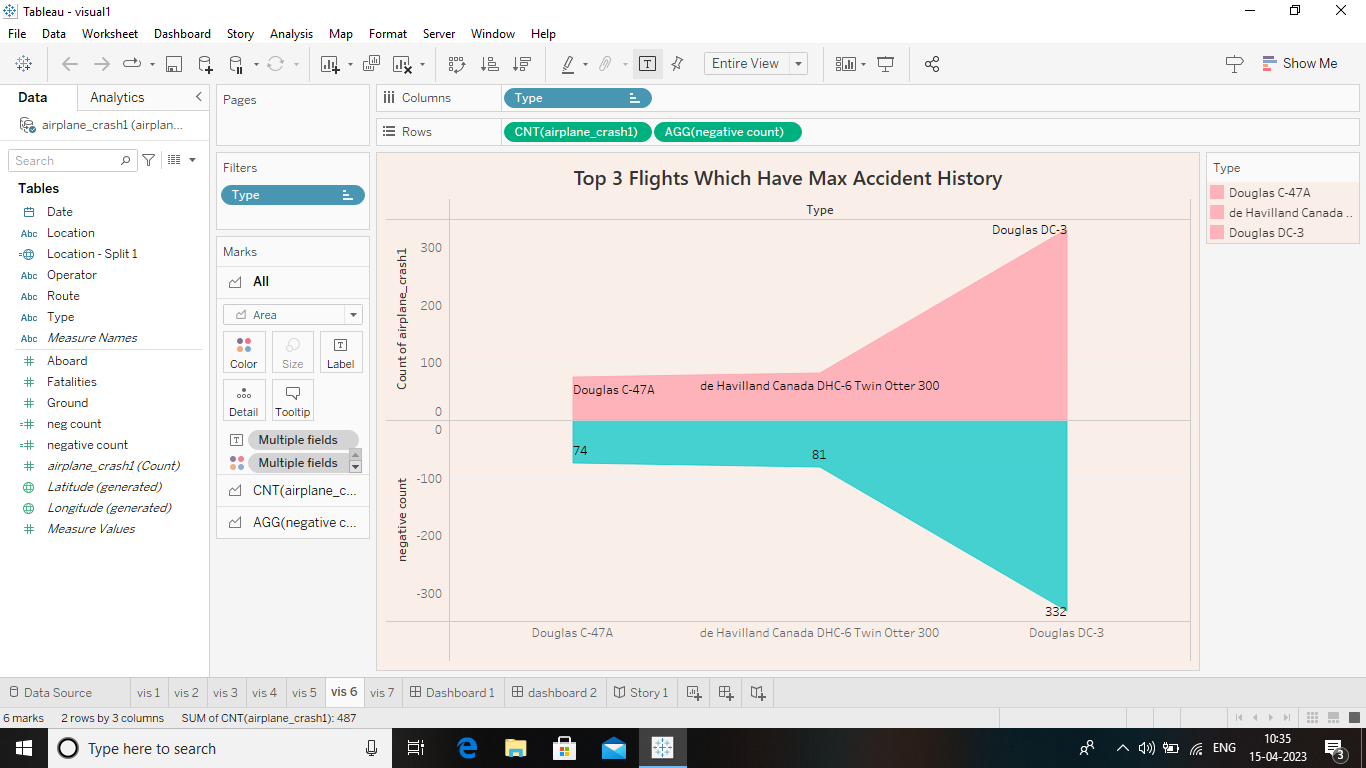 Tableau - visual1
File Data Worksheet Dashboard Story Analysis Map Format Server Window Help
Entire View
Show Me
Data Analytics
airplane_crash1 (airplan...
Search
Tables
Date
Abc Location
Location - Split 1
Abc Operator
Abc Route
Abc Type
Abc Measure Names
Aboard
Fatalities
Ground
neg count
negative count
airplane_crash1 (Count)
Latitude (generated)
Longitude (generated)
Measure Values
Pages
Filters
Type
Marks
All
Area
Color Size Label
Detail Tooltip
Multiple fields
Multiple fields
CNT(airplane_c...
AGG(negative c...
Columns Type
Rows CNT(airplane_crash1) AGG(negative count)
Top 3 Flights Which Have Max Accident History
Type
Count of airplane_crash1
300
200
100
0
Douglas DC-3
Douglas C-47A
de Havilland Canada DHC-6 Twin Otter 300
negative count
0
-100
-200
-300
74
81
332
Douglas C-47A de Havilland Canada DHC-6 Twin Otter 300 Douglas DC-3
Type
Douglas C-47A
de Havilland Canada ..
Douglas DC-3
Data Source vis 1 vis 2 vis 3 vis 4 vis 5 vis 6 vis 7 Dashboard 1 dashboard 2 Story 1
6 marks 2 rows by 3 columns SUM of CNT(airplane_crash1): 487
Type here to search
ENG
10:35
15-04-2023
3